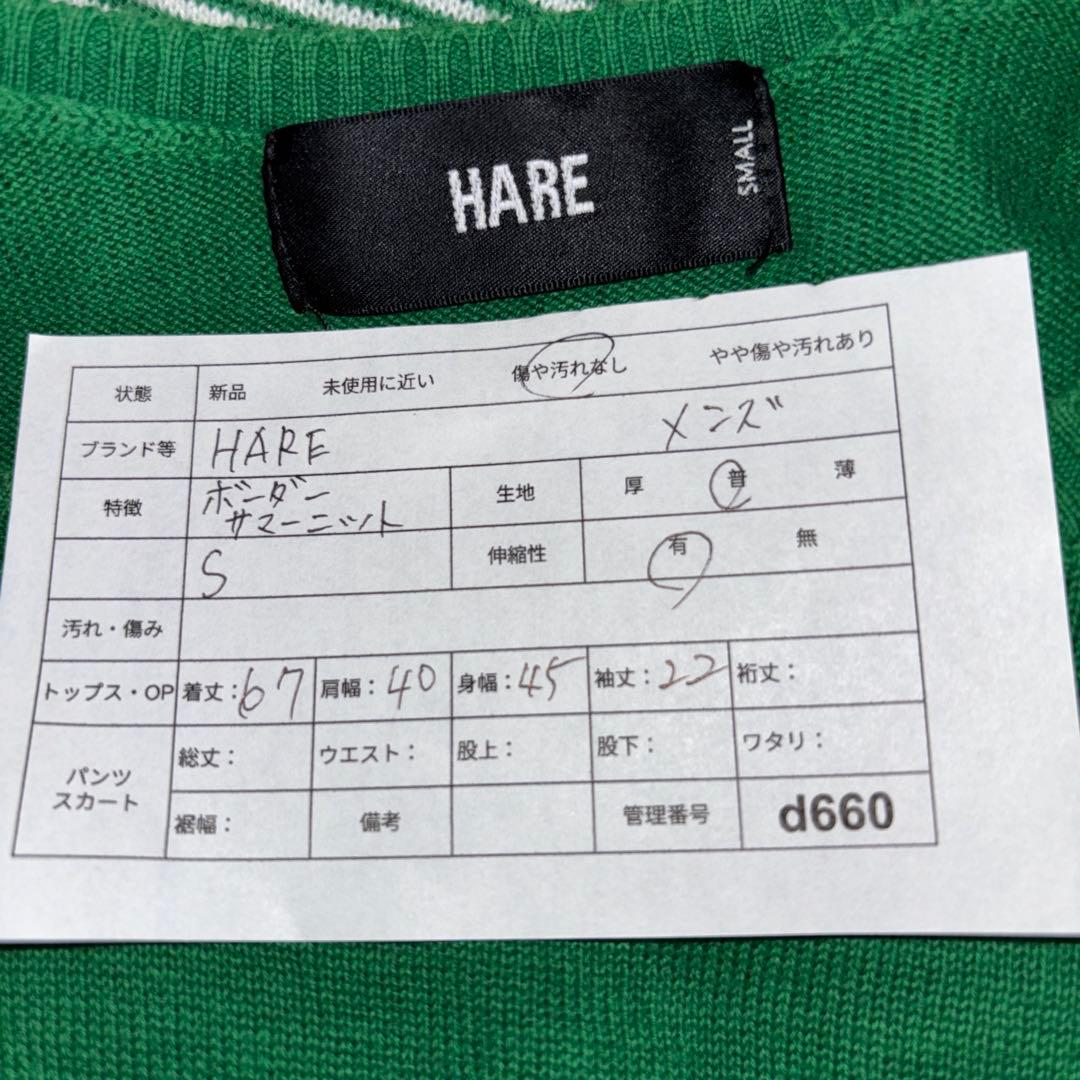 HARE
SMALL
状態 新品 未使用に近い 傷や汚れなし やや傷や汚れあり
ブランド等 HARE メンズ
特徴 ボーダー サマーニット 生地 厚 普 薄
S 伸縮性 有 無
汚れ・傷み
トップス・OP 着丈:67 肩幅:40 身幅:45 袖丈:22 裄丈:
パンツ スカート 総丈: ウエスト: 股上: 股下: ワタリ:
裾幅: 備考 管理番号 d660